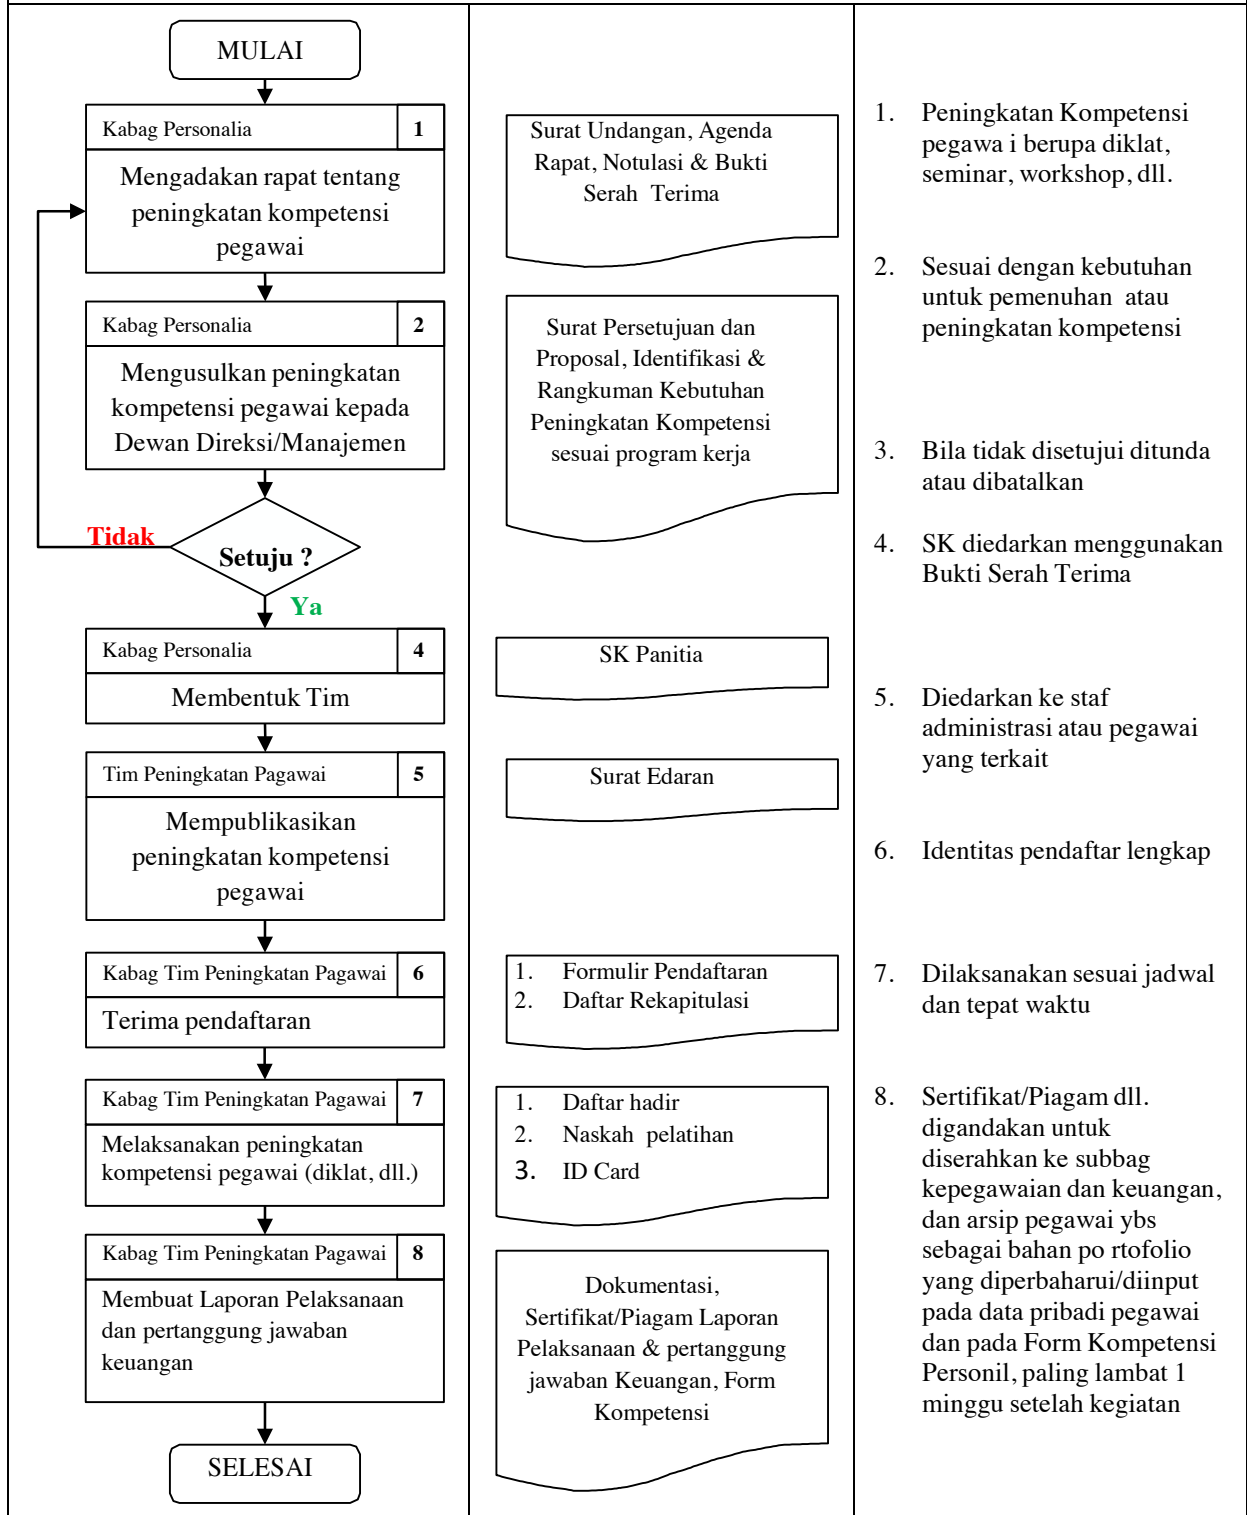 MULAI
Kabag Personalia 1
Mengadakan rapat tentang
peningkatan kompetensi
pegawai
Kabag Personalia 2
Mengusulkan peningkatan
kompetensi pegawai kepada
Dewan Direksi/Manajemen
Tidak
Setuju ?
Ya
Kabag Personalia 4
Membentuk Tim
Tim Peningkatan Pagawai 5
Mempublikasikan
peningkatan kompetensi
pegawai
Kabag Tim Peningkatan Pagawai 6
Terima pendaftaran
Kabag Tim Peningkatan Pagawai 7
Melaksanakan peningkatan
kompetensi pegawai (diklat, dll.)
Kabag Tim Peningkatan Pagawai 8
Membuat Laporan Pelaksanaan
dan pertanggung jawaban
keuangan
SELESAI
Surat Undangan, Agenda
Rapat, Notulasi & Bukti
Serah Terima
Surat Persetujuan dan
Proposal, Identifikasi &
Rangkuman Kebutuhan
Peningkatan Kompetensi
sesuai program kerja
SK Panitia
Surat Edaran
1. Formulir Pendaftaran
2. Daftar Rekapitulasi
1. Daftar hadir
2. Naskah pelatihan
3. ID Card
Dokumentasi,
Sertifikat/Piagam Laporan
Pelaksanaan & pertanggung
jawaban Keuangan, Form
Kompetensi
1. Peningkatan Kompetensi
pegawa i berupa diklat,
seminar, workshop, dll.
2. Sesuai dengan kebutuhan
untuk pemenuhan atau
peningkatan kompetensi
3. Bila tidak disetujui ditunda
atau dibatalkan
4. SK diedarkan menggunakan
Bukti Serah Terima
5. Diedarkan ke staf
administrasi atau pegawai
yang terkait
6. Identitas pendaftar lengkap
7. Dilaksanakan sesuai jadwal
dan tepat waktu
8. Sertifikat/Piagam dll.
digandakan untuk
diserahkan ke subbag
kepegawaian dan keuangan,
dan arsip pegawai ybs
sebagai bahan po rtofolio
yang diperbaharui/diinput
pada data pribadi pegawai
dan pada Form Kompetensi
Personil, paling lambat 1
minggu setelah kegiatan